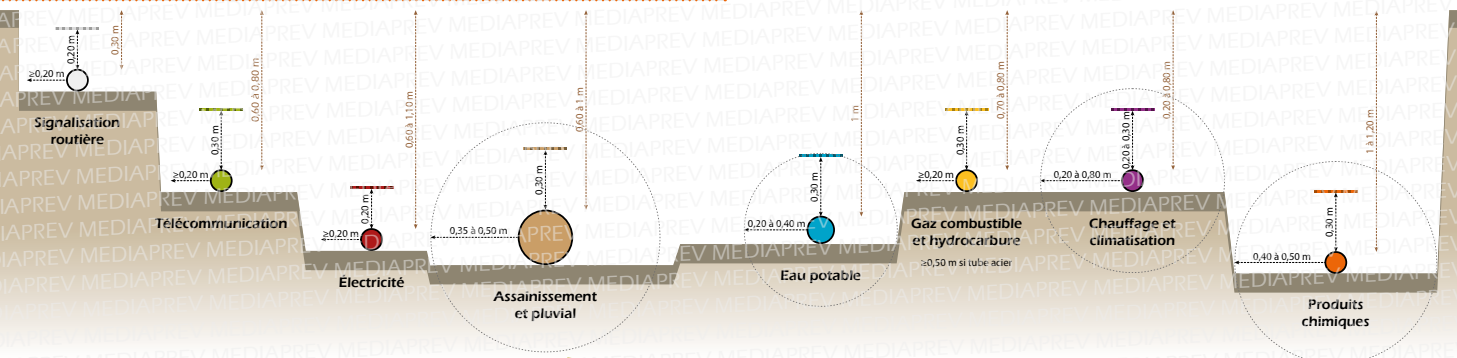 0,20 m
0,30 m
≥0,20 m
Signalisation
routière
0,60 à 0,80 m
0,30 m
≥0,20 m
Télécommunication
0,60 à 1,10 m
0,20 m
≥0,20 m
Électricité
0,60 à 1 m
0,30 m
0,35 à 0,50 m
Assainissement
et pluvial
1 m
0,30 m
0,20 à 0,40 m
Eau potable
0,70 à 0,80 m
0,30 m
≥0,20 m
Gaz combustible
et hydrocarbure
≥0,50 m si tube acier
0,20 à 0,80 m
0,20 à 0,30 m
0,20 à 0,80 m
Chauffage et
climatisation
1 à 1,20 m
0,30 m
0,40 à 0,50 m
Produits
chimiques
MEDIAPREV